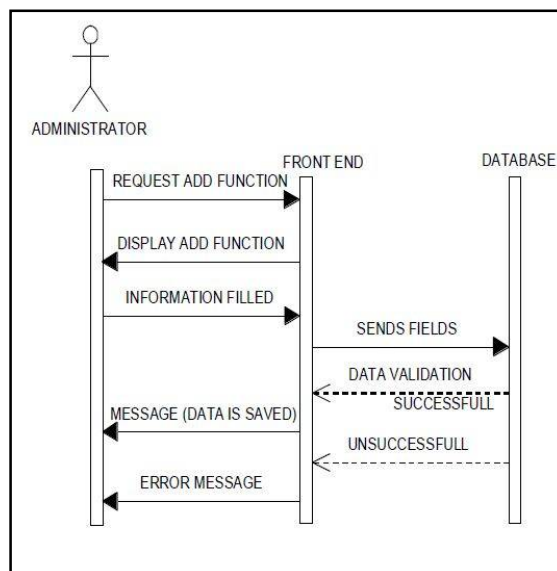 ADMINISTRATOR
FRONT END
DATABASE
REQUEST ADD FUNCTION
DISPLAY ADD FUNCTION
INFORMATION FILLED
SENDS FIELDS
DATA VALIDATION
SUCCESSFULL
MESSAGE (DATA IS SAVED)
UNSUCCESSFULL
ERROR MESSAGE